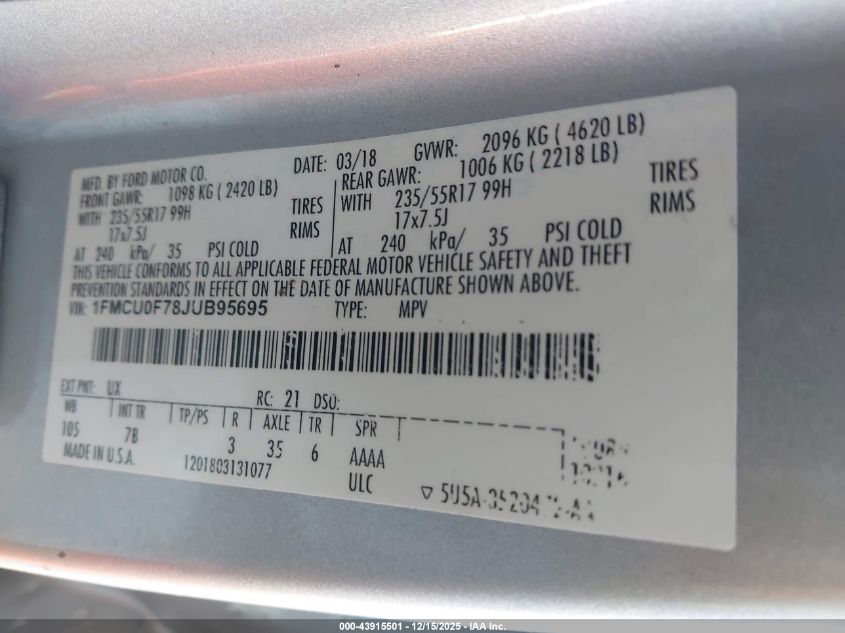 MFD. BY FORD MOTOR CO. DATE: 03/18 GVWR: 2096 KG ( 4620 LB)
FRONT GAWR: 1098 KG ( 2420 LB) REAR GAWR: 1006 KG ( 2218 LB)
WITH 235/55R17 99H TIRES WITH 235/55R17 99H TIRES
17x7.5J RIMS 17x7.5J RIMS
AT 240 kPa/ 35 PSI COLD AT 240 kPa/ 35 PSI COLD
THIS VEHICLE CONFORMS TO ALL APPLICABLE FEDERAL MOTOR VEHICLE SAFETY AND THEFT
PREVENTION STANDARDS IN EFFECT ON THE DATE OF MANUFACTURE SHOWN ABOVE.
VIN: 1FMCU0F78JUB95695 TYPE: MPV
EXT PNT: UX RC: 21 DSO:
WB INT TR TP/PS R AXLE TR SPR
105 7B 3 35 6 AAAA
MADE IN U.S.A. 1201803131077 ULC
000-43915501 - 12/15/2025 - IAA Inc.